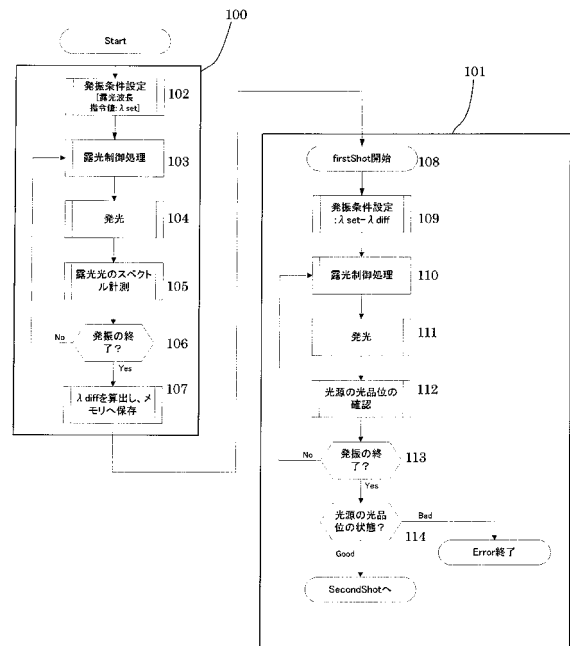 Start
100
発振条件設定
[露光波長
指令値:λset]
102
露光制御処理
103
発光
104
露光光のスペクト
ル計測
105
No
発振の終
了?
106
Yes
λdiffを算出し、メ
モリへ保存
107
101
firstShot開始
108
発振条件設定
:λset-λdiff
109
露光制御処理
110
発光
111
光源の光品位の
確認
112
No
発振の終
了?
113
Yes
光源の光品
位の状態?
114
Bad
Good
Error終了
SecondShotへ